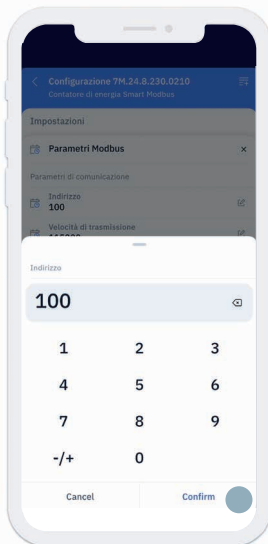 Configurazione 7M.24.8.230.0210
Contatore di energia Smart Modbus
Impostazioni
Parametri Modbus
Parametri di comunicazione
Indirizzo
100
Velocità di trasmissione
Indirizzo
100
1 2 3
4 5 6
7 8 9
-/+ 0
Cancel Confirm